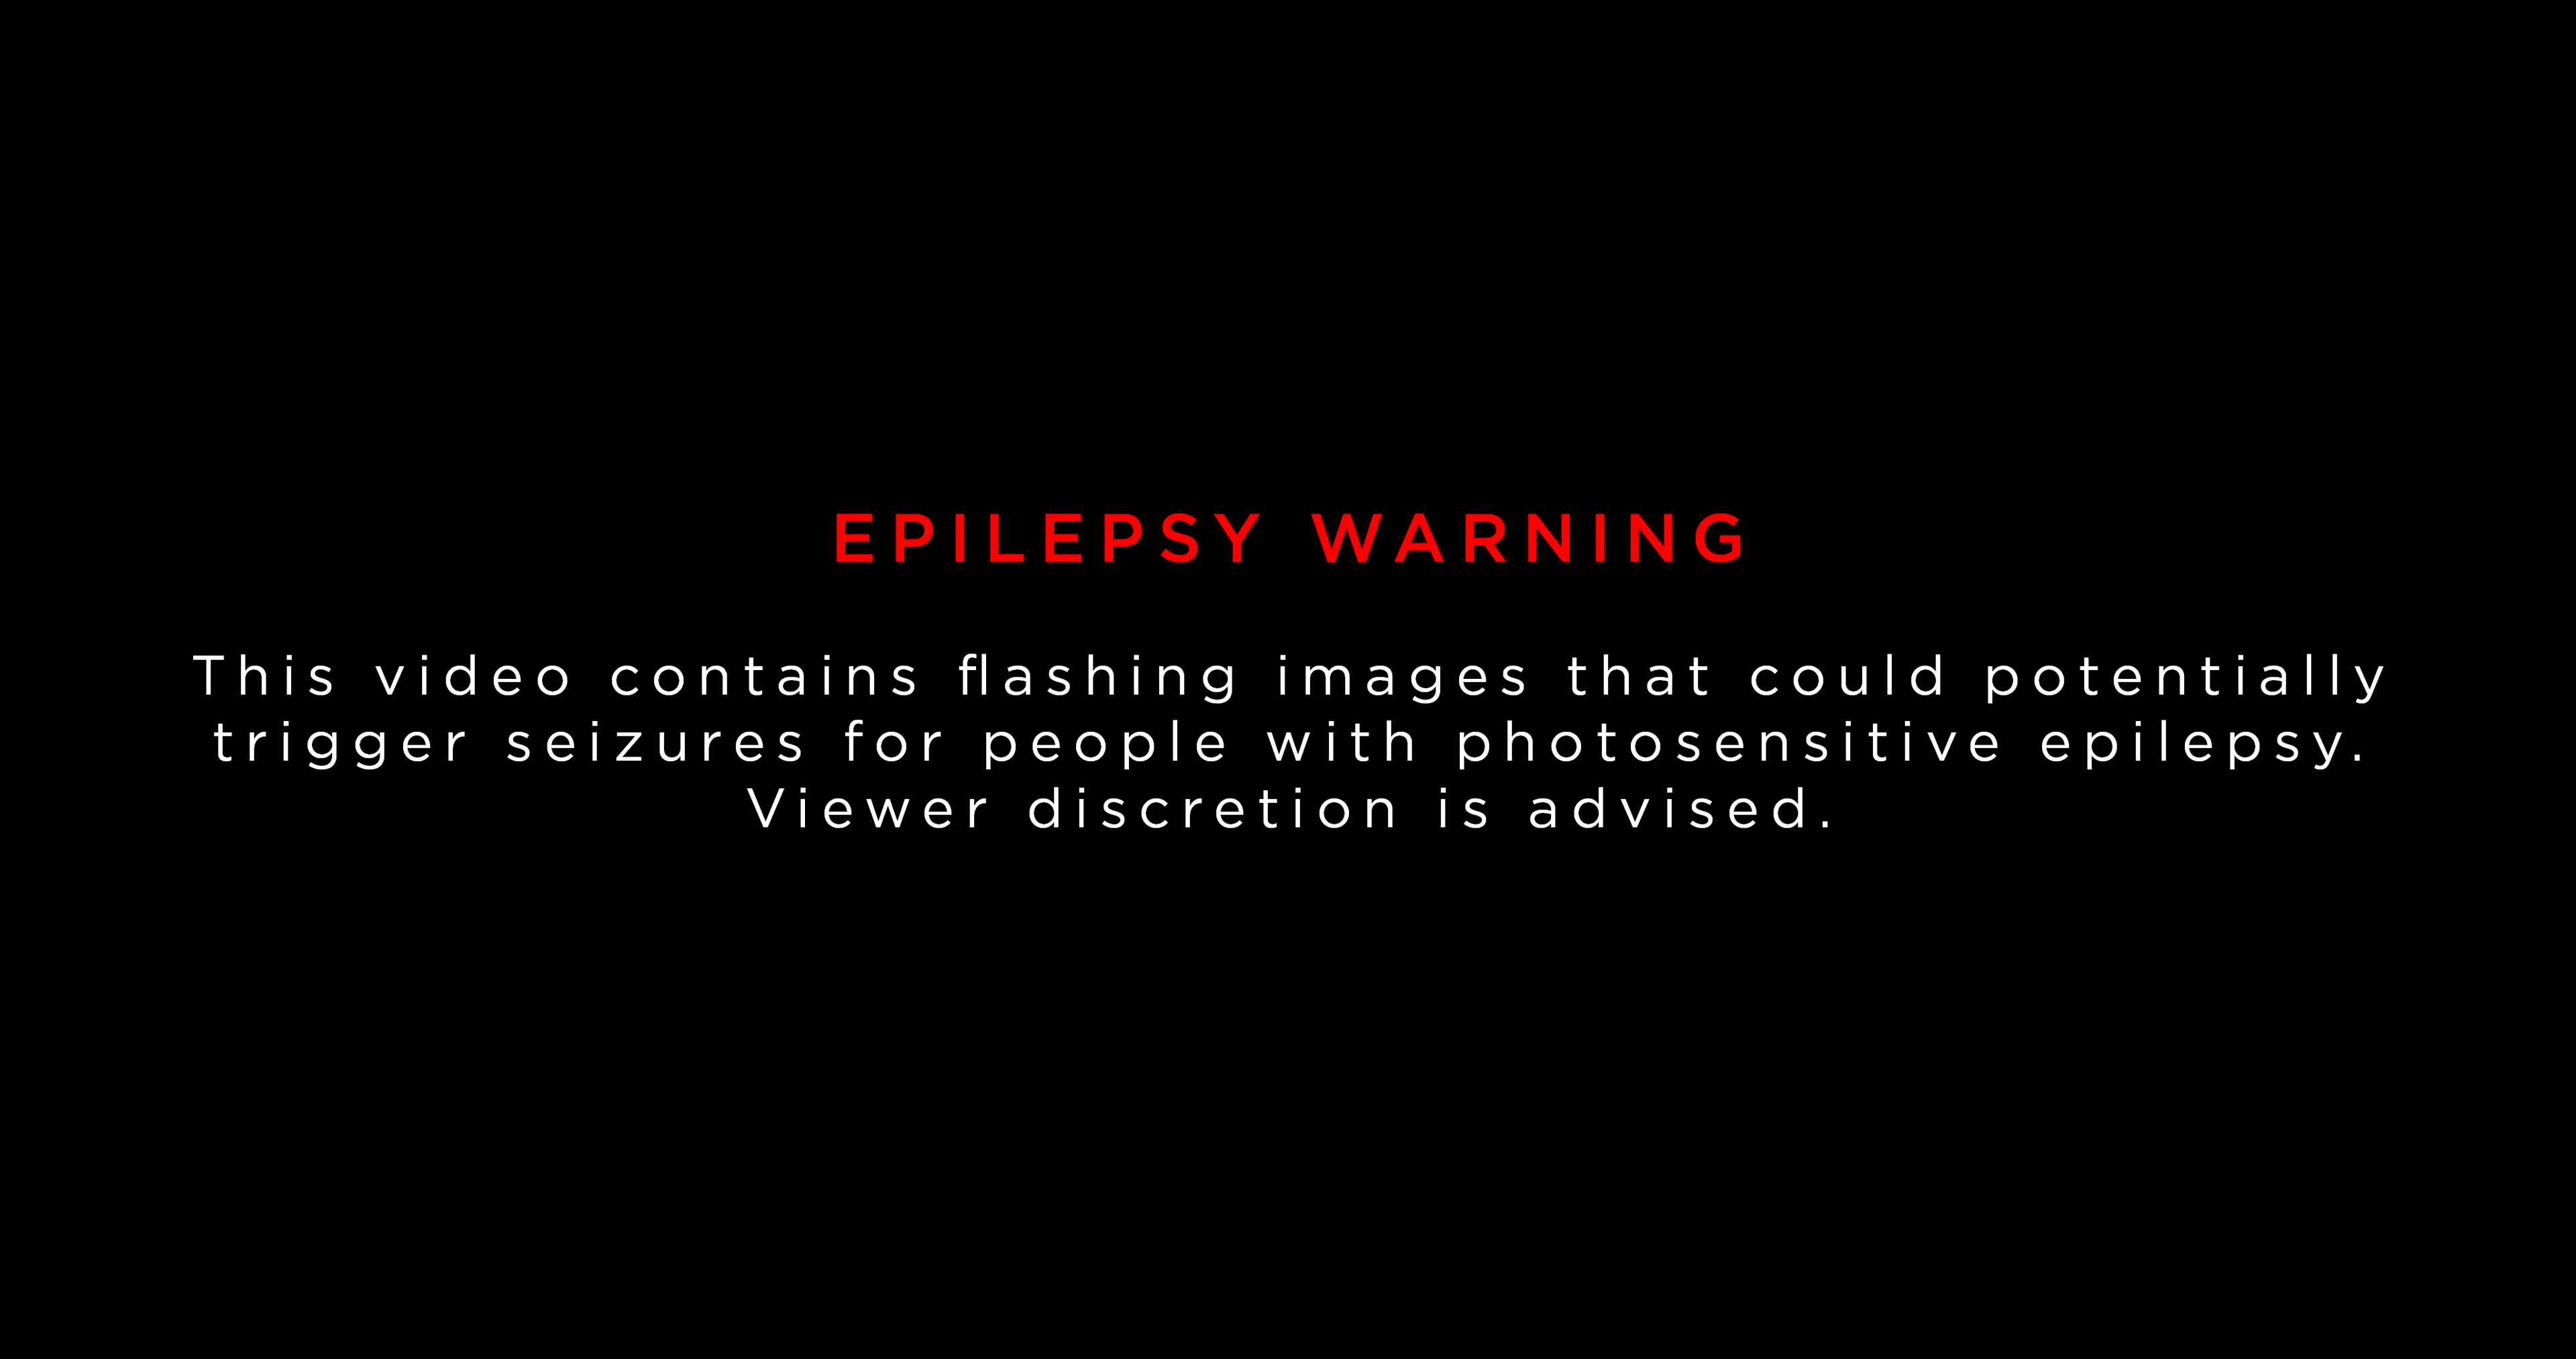 EPILEPSY WARNING
This video contains flashing images that could potentially
trigger seizures for people with photosensitive epilepsy.
Viewer discretion is advised.